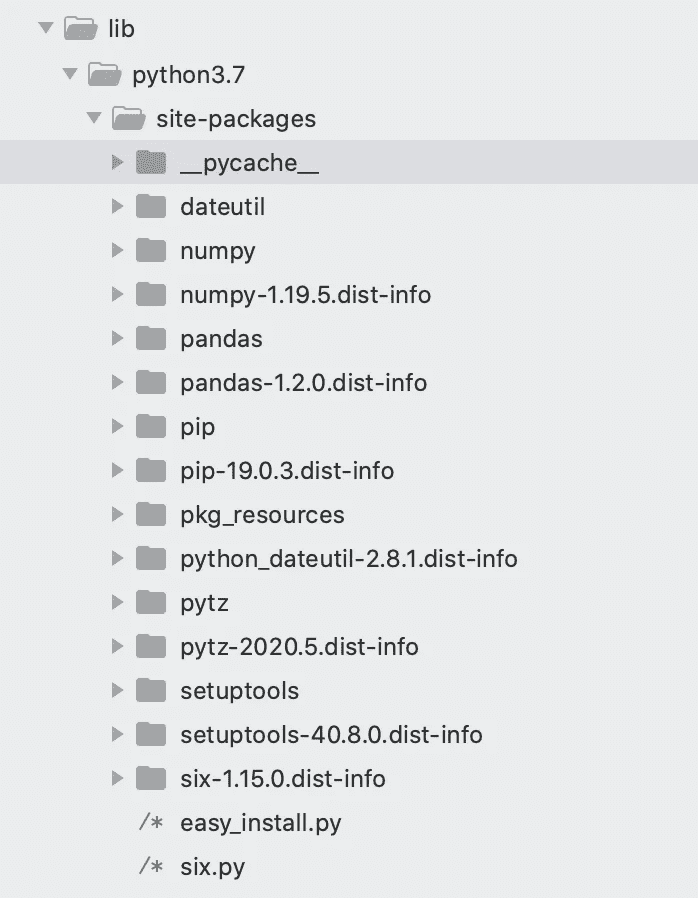 lib
python3.7
site-packages
__pycache__
dateutil
numpy
numpy-1.19.5.dist-info
pandas
pandas-1.2.0.dist-info
pip
pip-19.0.3.dist-info
pkg_resources
python_dateutil-2.8.1.dist-info
pytz
pytz-2020.5.dist-info
setuptools
setuptools-40.8.0.dist-info
six-1.15.0.dist-info
/* easy_install.py
/* six.py